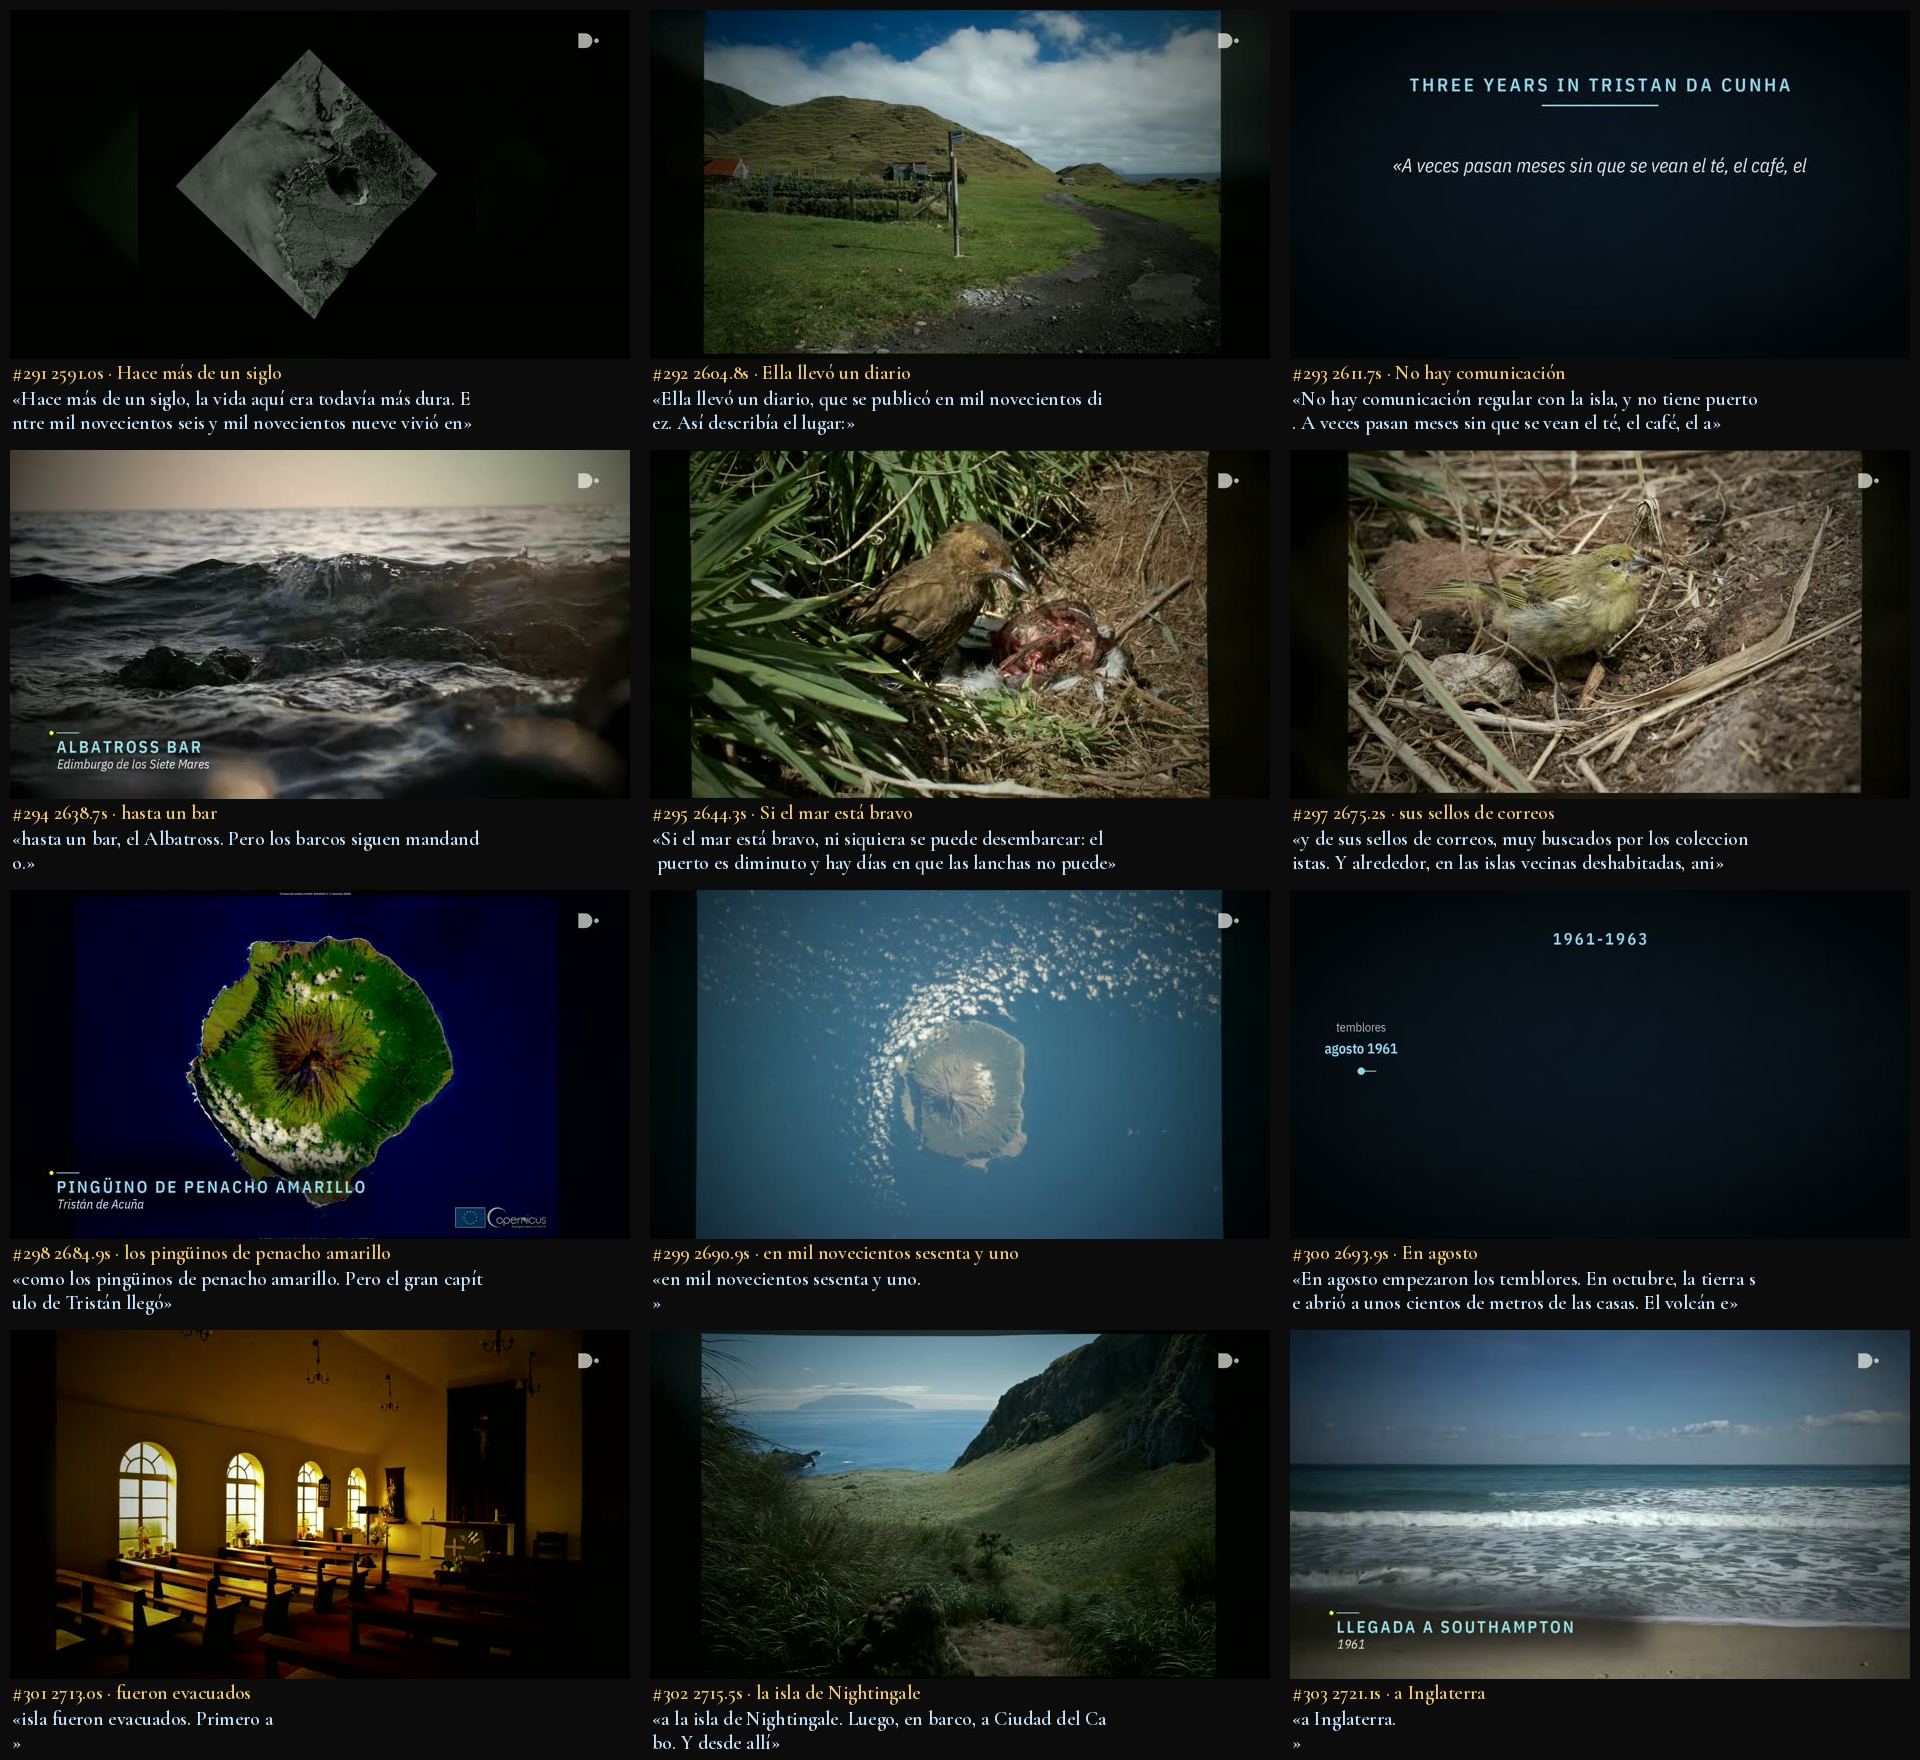 THREE YEARS IN TRISTAN DA CUNHA
«A veces pasan meses sin que se vean el té, el café, el
#291 2591.0s · Hace más de un siglo
«Hace más de un siglo, la vida aquí era todavía más dura. E
ntre mil novecientos seis y mil novecientos nueve vivió en»
#292 2604.8s · Ella llevó un diario
«Ella llevó un diario, que se publicó en mil novecientos di
ez. Así describía el lugar:»
#293 2611.7s · No hay comunicación
«No hay comunicación regular con la isla, y no tiene puerto
. A veces pasan meses sin que se vean el té, el café, el a»
ALBATROSS BAR
Edimburgo de los Siete Mares
#294 2638.7s · hasta un bar
«hasta un bar, el Albatross. Pero los barcos siguen mandand
o.»
#295 2644.3s · Si el mar está bravo
«Si el mar está bravo, ni siquiera se puede desembarcar: el
puerto es diminuto y hay días en que las lanchas no puede»
#297 2675.2s · sus sellos de correos
«y de sus sellos de correos, muy buscados por los coleccion
istas. Y alrededor, en las islas vecinas deshabitadas, ani»
PINGÜINO DE PENACHO AMARILLO
Tristán de Acuña
opernicus
#298 2684.9s · los pingüinos de penacho amarillo
«como los pingüinos de penacho amarillo. Pero el gran capít
ulo de Tristán llegó»
#299 2690.9s · en mil novecientos sesenta y uno
«en mil novecientos sesenta y uno.
»
1961-1963
temblores
agosto 1961
#300 2693.9s · En agosto
«En agosto empezaron los temblores. En octubre, la tierra s
e abrió a unos cientos de metros de las casas. El volcán e»
#301 2713.0s · fueron evacuados
«isla fueron evacuados. Primero a
»
#302 2715.5s · la isla de Nightingale
«a la isla de Nightingale. Luego, en barco, a Ciudad del Ca
bo. Y desde allí»
LLEGADA A SOUTHAMPTON
1961
#303 2721.1s · a Inglaterra
«a Inglaterra.
»